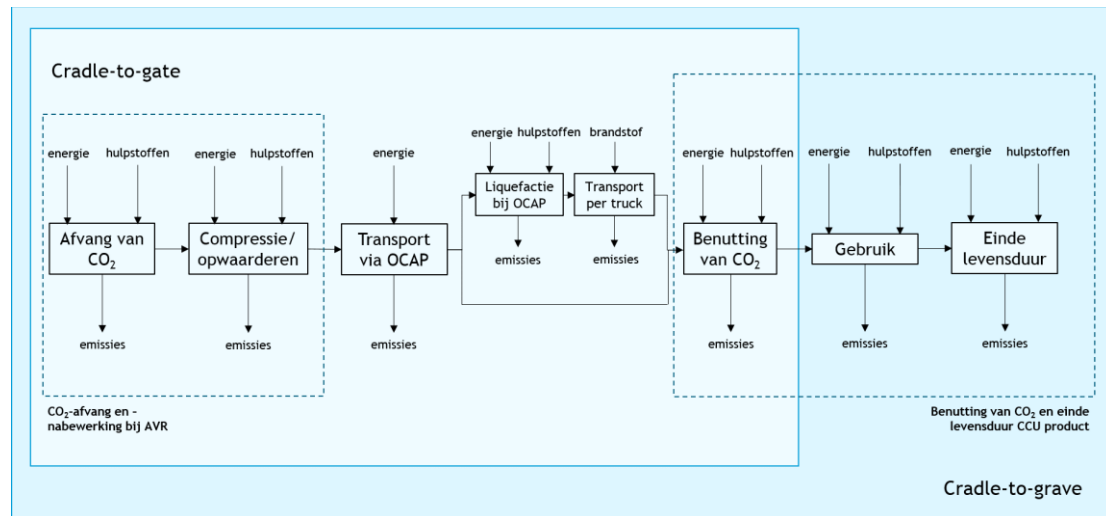 Cradle-to-gate
energie hulpstoffen brandstof
energie hulpstoffen energie hulpstoffen energie energie hulpstoffen energie hulpstoffen energie hulpstoffen
Liquefactie
bij OCAP
Transport
per truck
Afvang van
CO₂
Compressie/
opwaarderen
Transport
via OCAP
Benutting
van CO₂
Gebruik
Einde
levensduur
emissies emissies
emissies emissies emissies emissies emissies emissies
CO₂-afvang en -
nabewerking bij AVR
Benutting van CO₂ en einde
levensduur CCU product
Cradle-to-grave